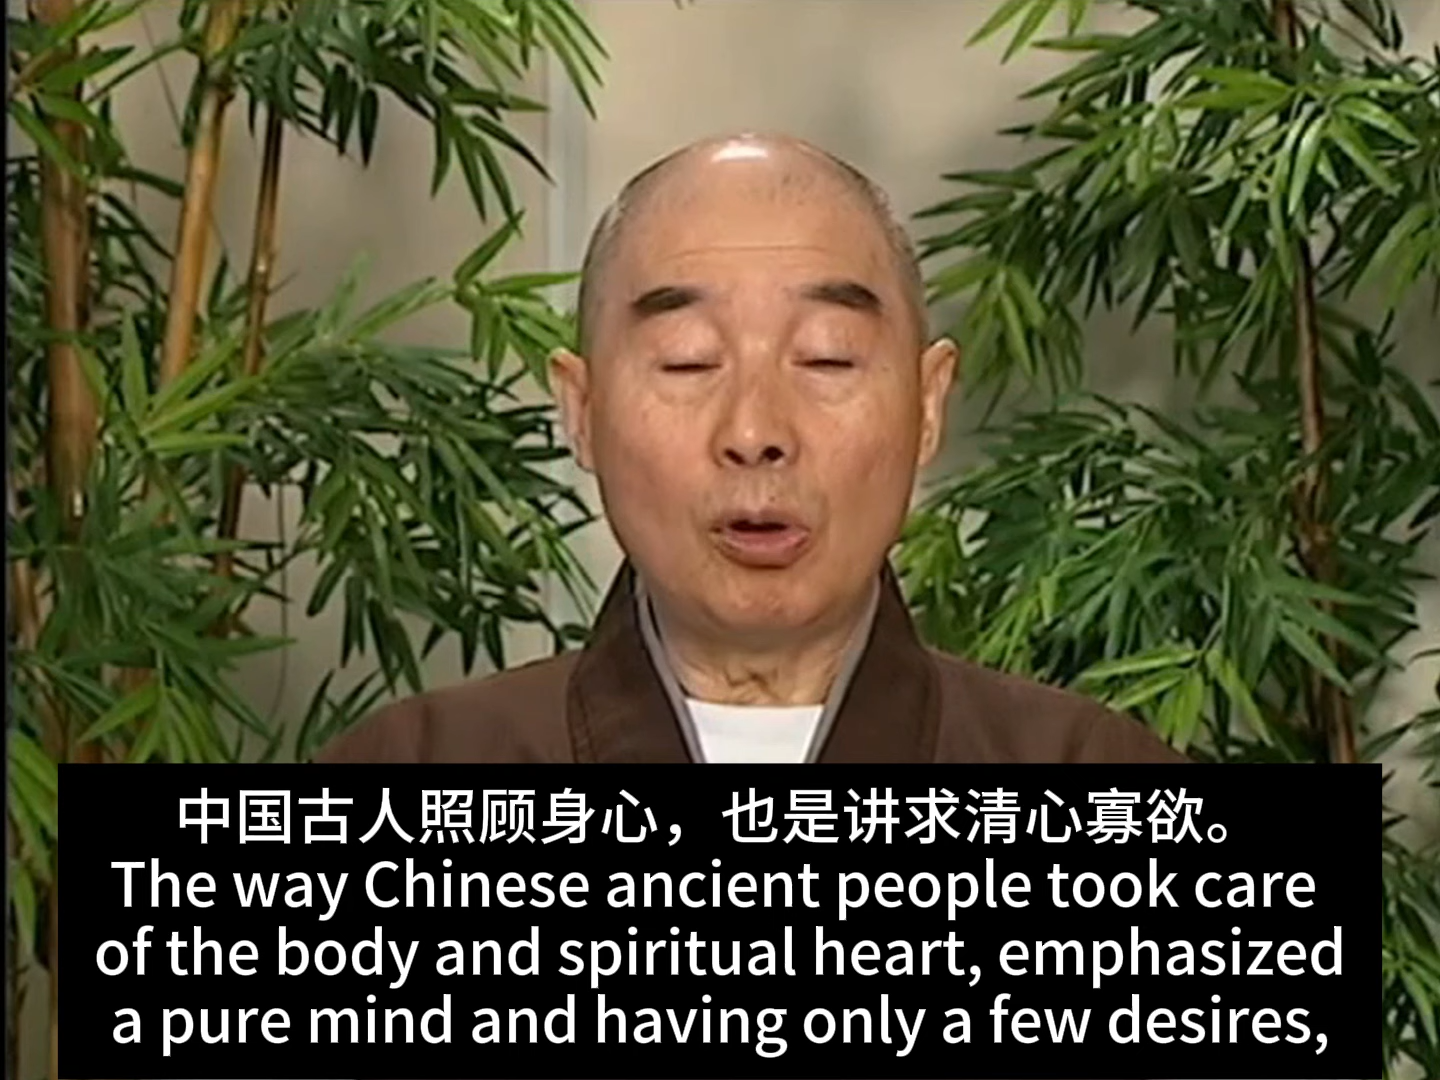 中国古人照顾身心，也是讲求清心寡欲。
The way Chinese ancient people took care
of the body and spiritual heart, emphasized
a pure mind and having only a few desires,